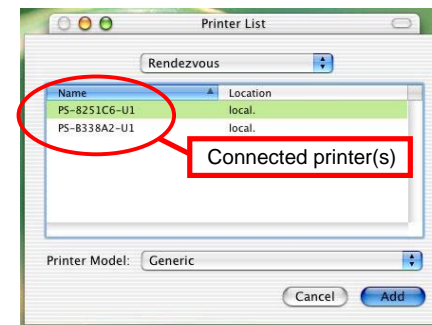 Printer List
Rendezvous
Name Location
PS-8251C6-U1 local.
PS-B338A2-U1 local.
Connected printer(s)
Printer Model: Generic
Cancel Add